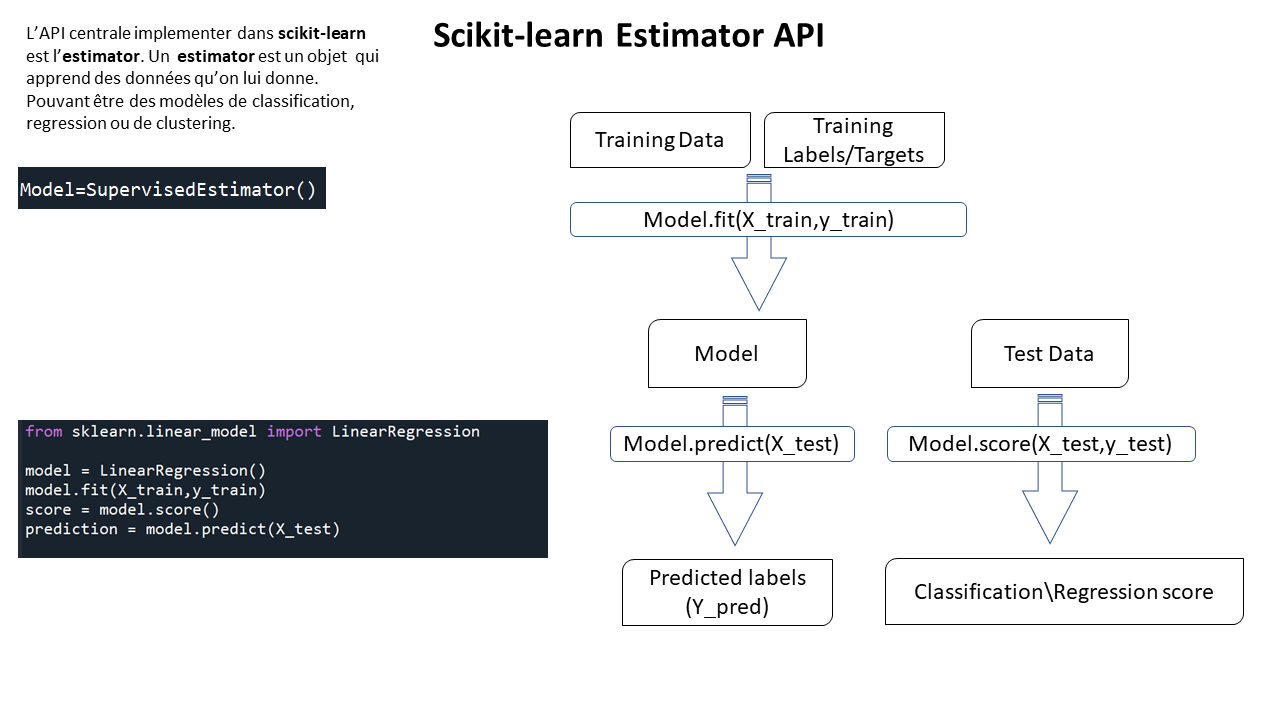 L’API centrale implementer dans scikit-learn
est l’estimator. Un estimator est un objet qui
apprend des données qu’on lui donne.
Pouvant être des modèles de classification,
regression ou de clustering.
Scikit-learn Estimator API
Model=SupervisedEstimator()
Training Data
Training
Labels/Targets
Model.fit(X_train,y_train)
Model
Test Data
Model.predict(X_test)
Model.score(X_test,y_test)
Predicted labels
(Y_pred)
Classification\Regression score
from sklearn.linear_model import LinearRegression
model = LinearRegression()
model.fit(X_train,y_train)
score = model.score()
prediction = model.predict(X_test)